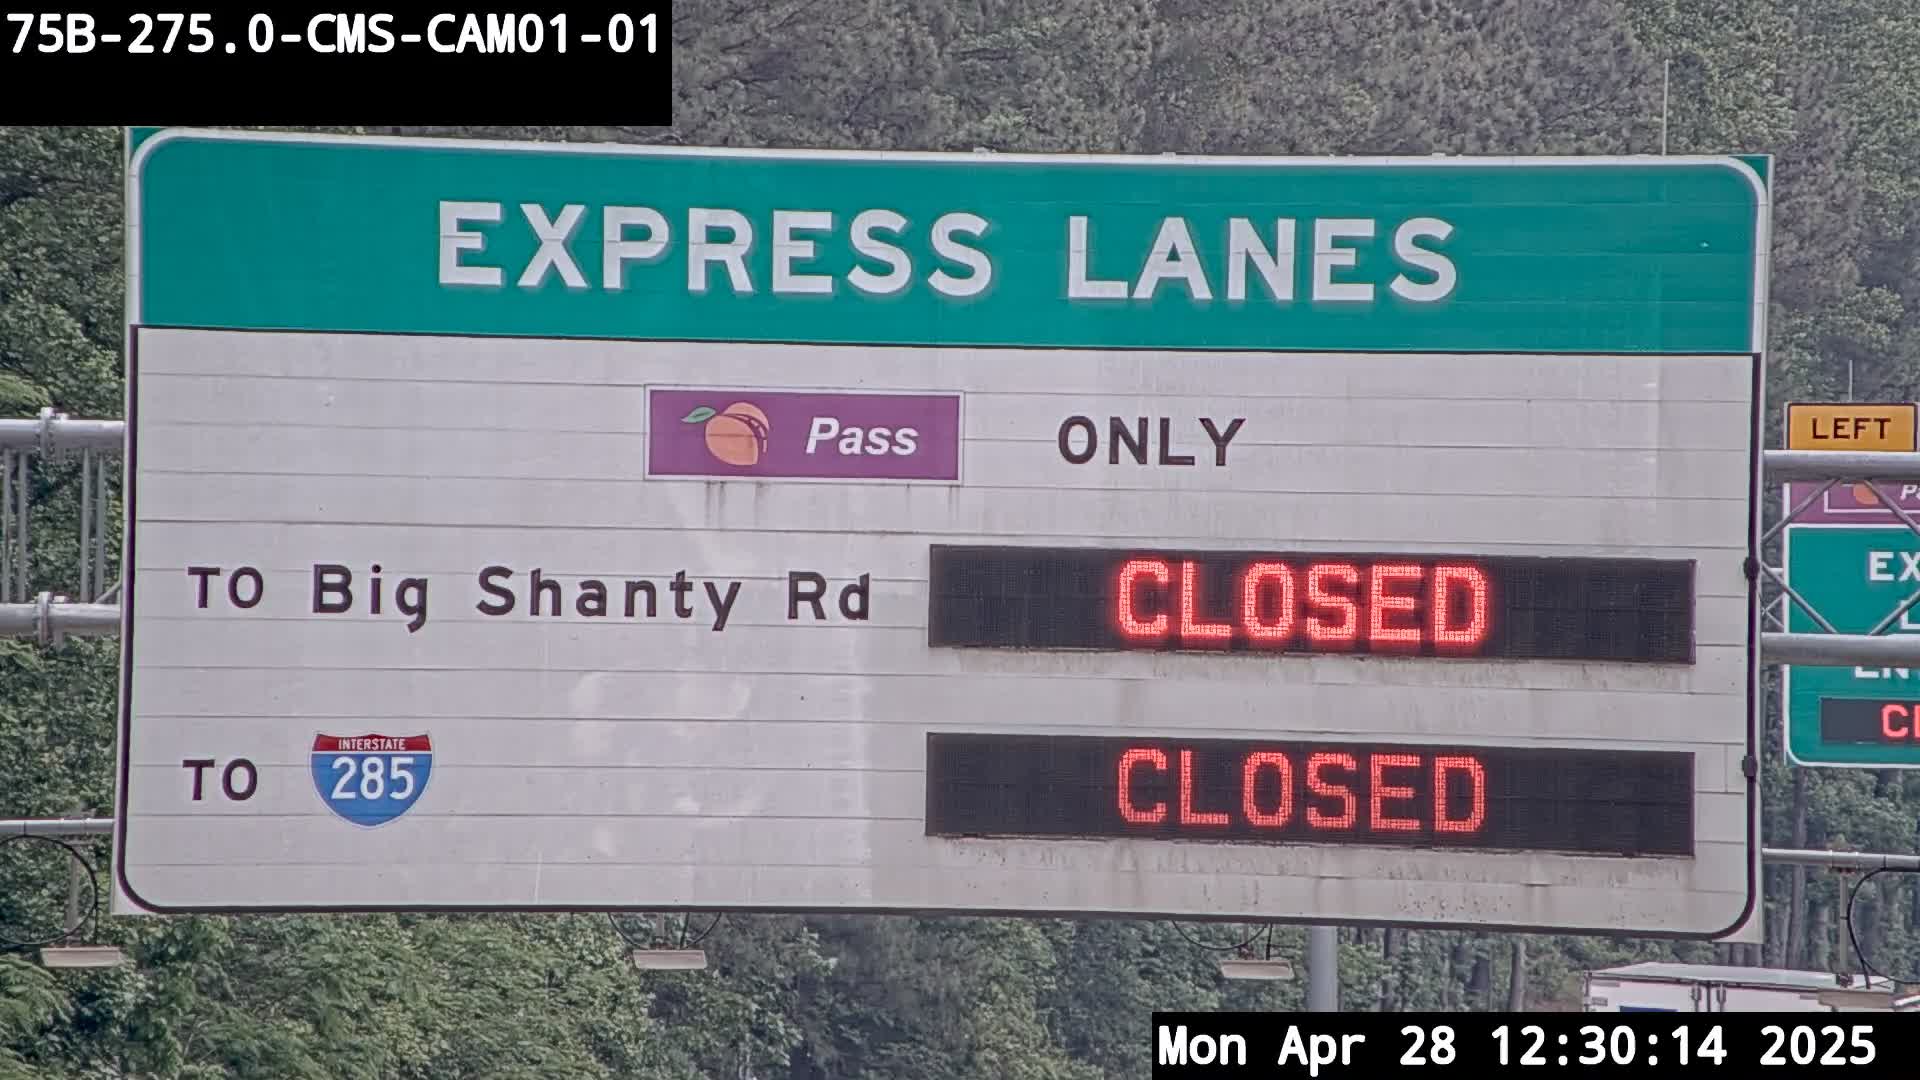 75B-275.0-CMS-CAM01-01
EXPRESS LANES
Pass ONLY
TO Big Shanty Rd CLOSED
TO INTERSTATE 285 CLOSED
LEFT
EX
Mon Apr 28 12:30:14 2025